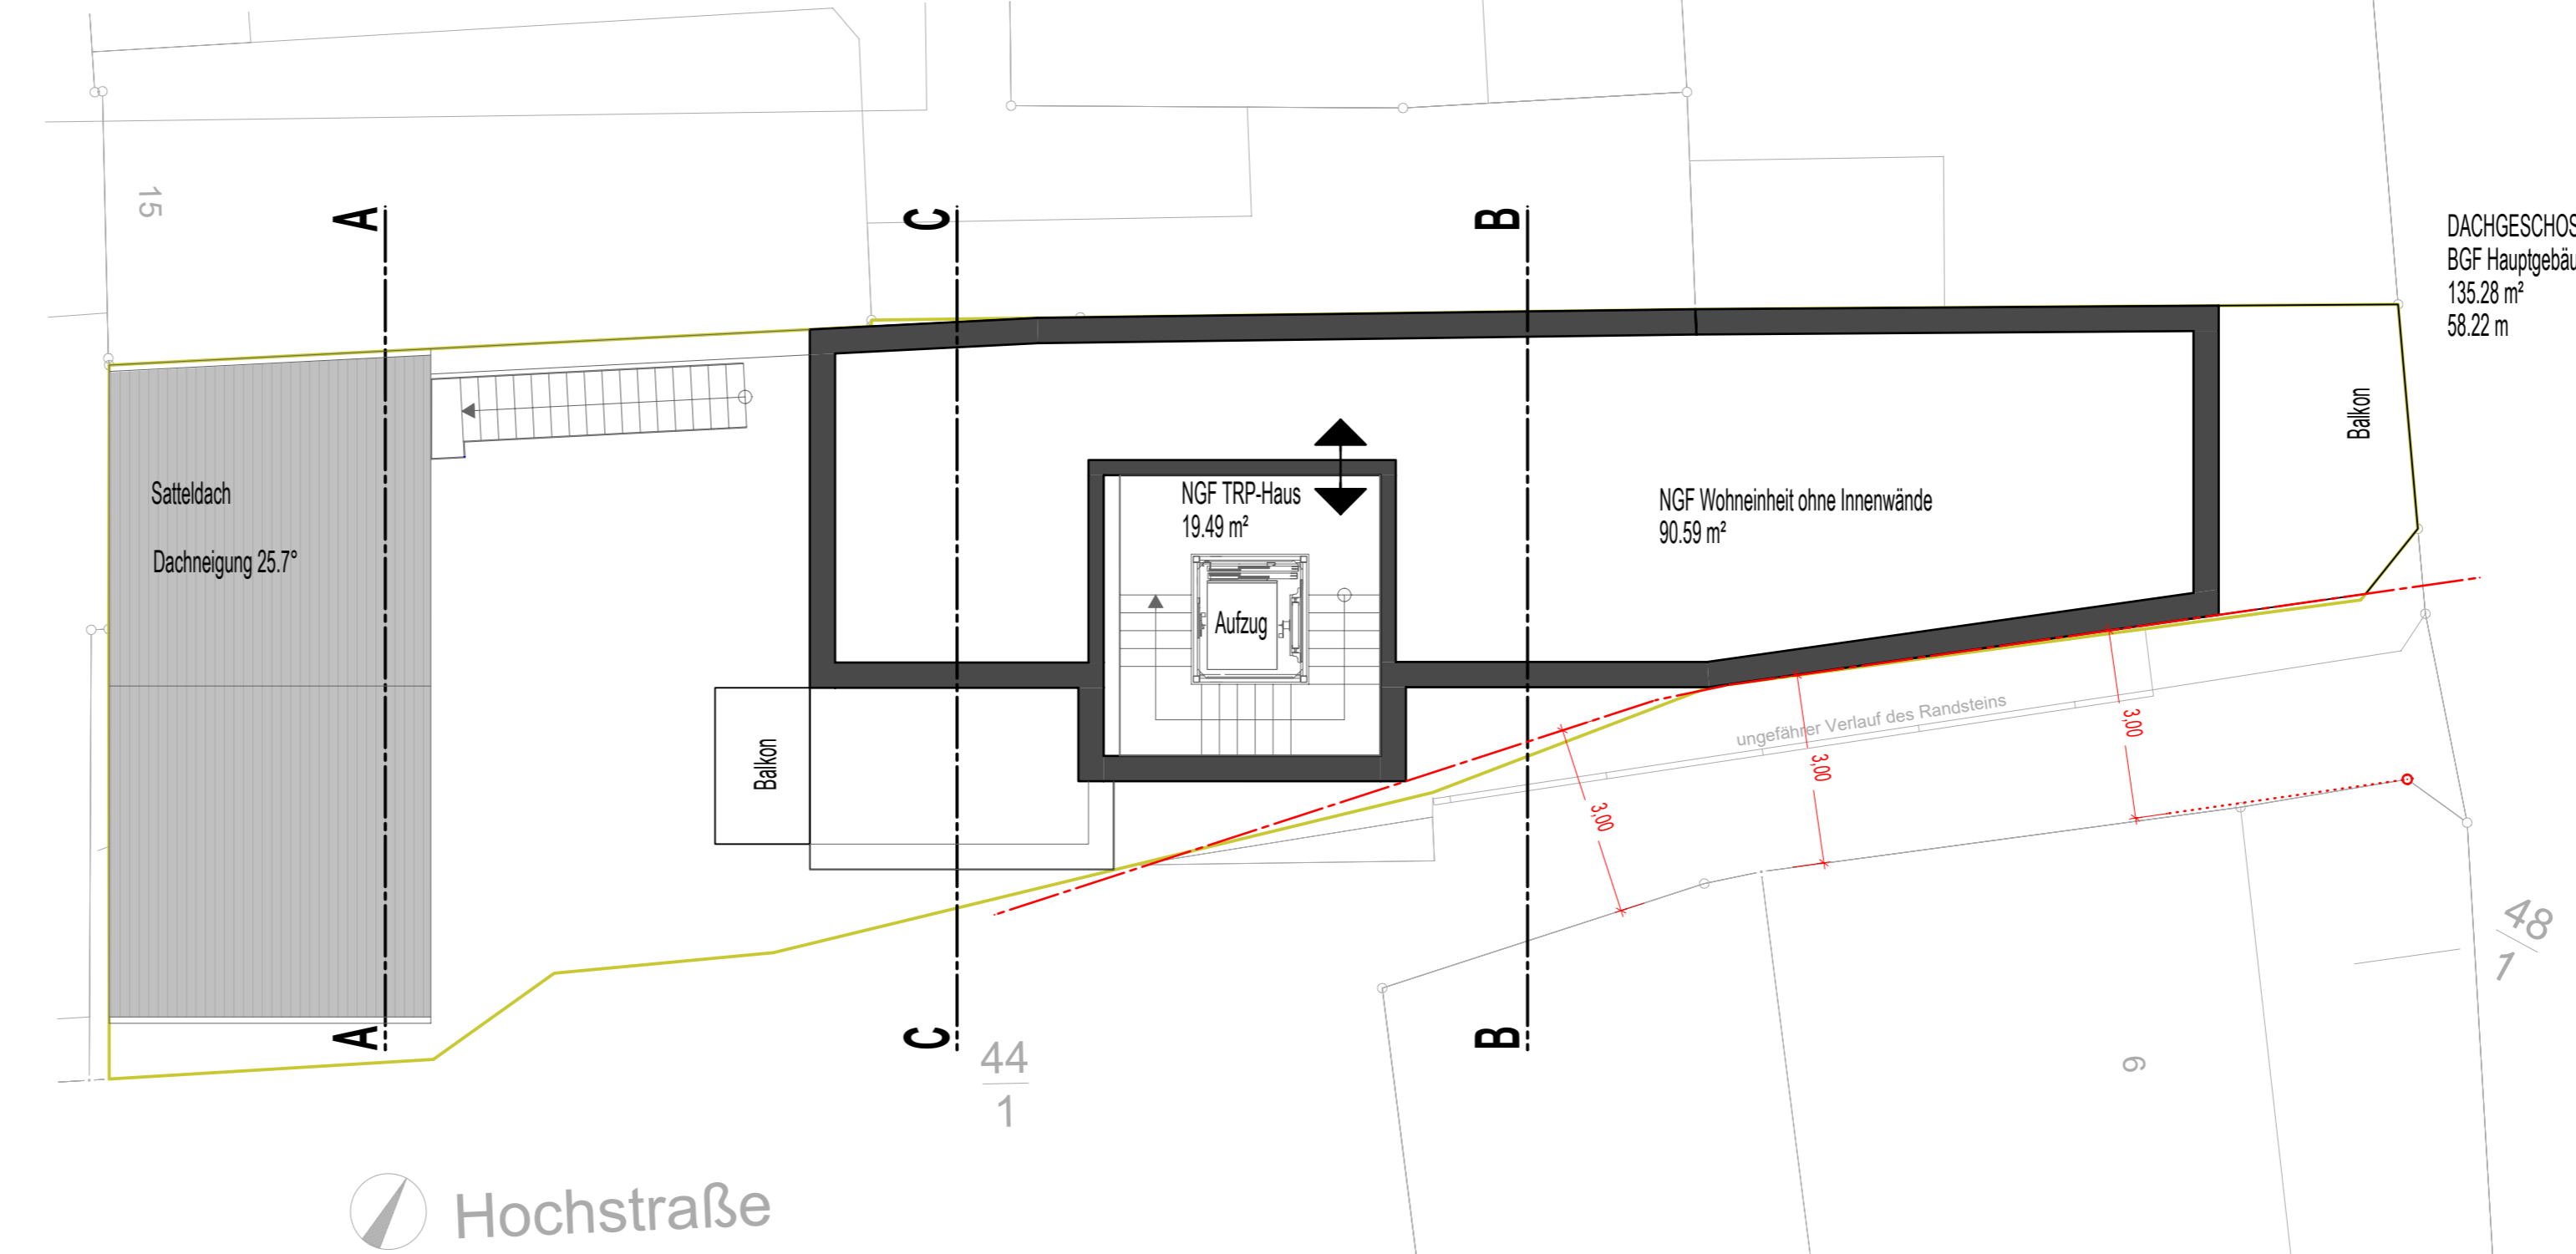 15
A
C
B
DACHGESCHOS
BGF Hauptgebäu
135.28 m²
58.22 m
Balkon
Satteldach
Dachneigung 25.7°
NGF TRP-Haus
19.49 m²
NGF Wohneinheit ohne Innenwände
90.59 m²
Aufzug
Balkon
ungefährer Verlauf des Randsteins
3,00
3,00
3,00
48
1
A
C
B
44
1
6
Hochstraße